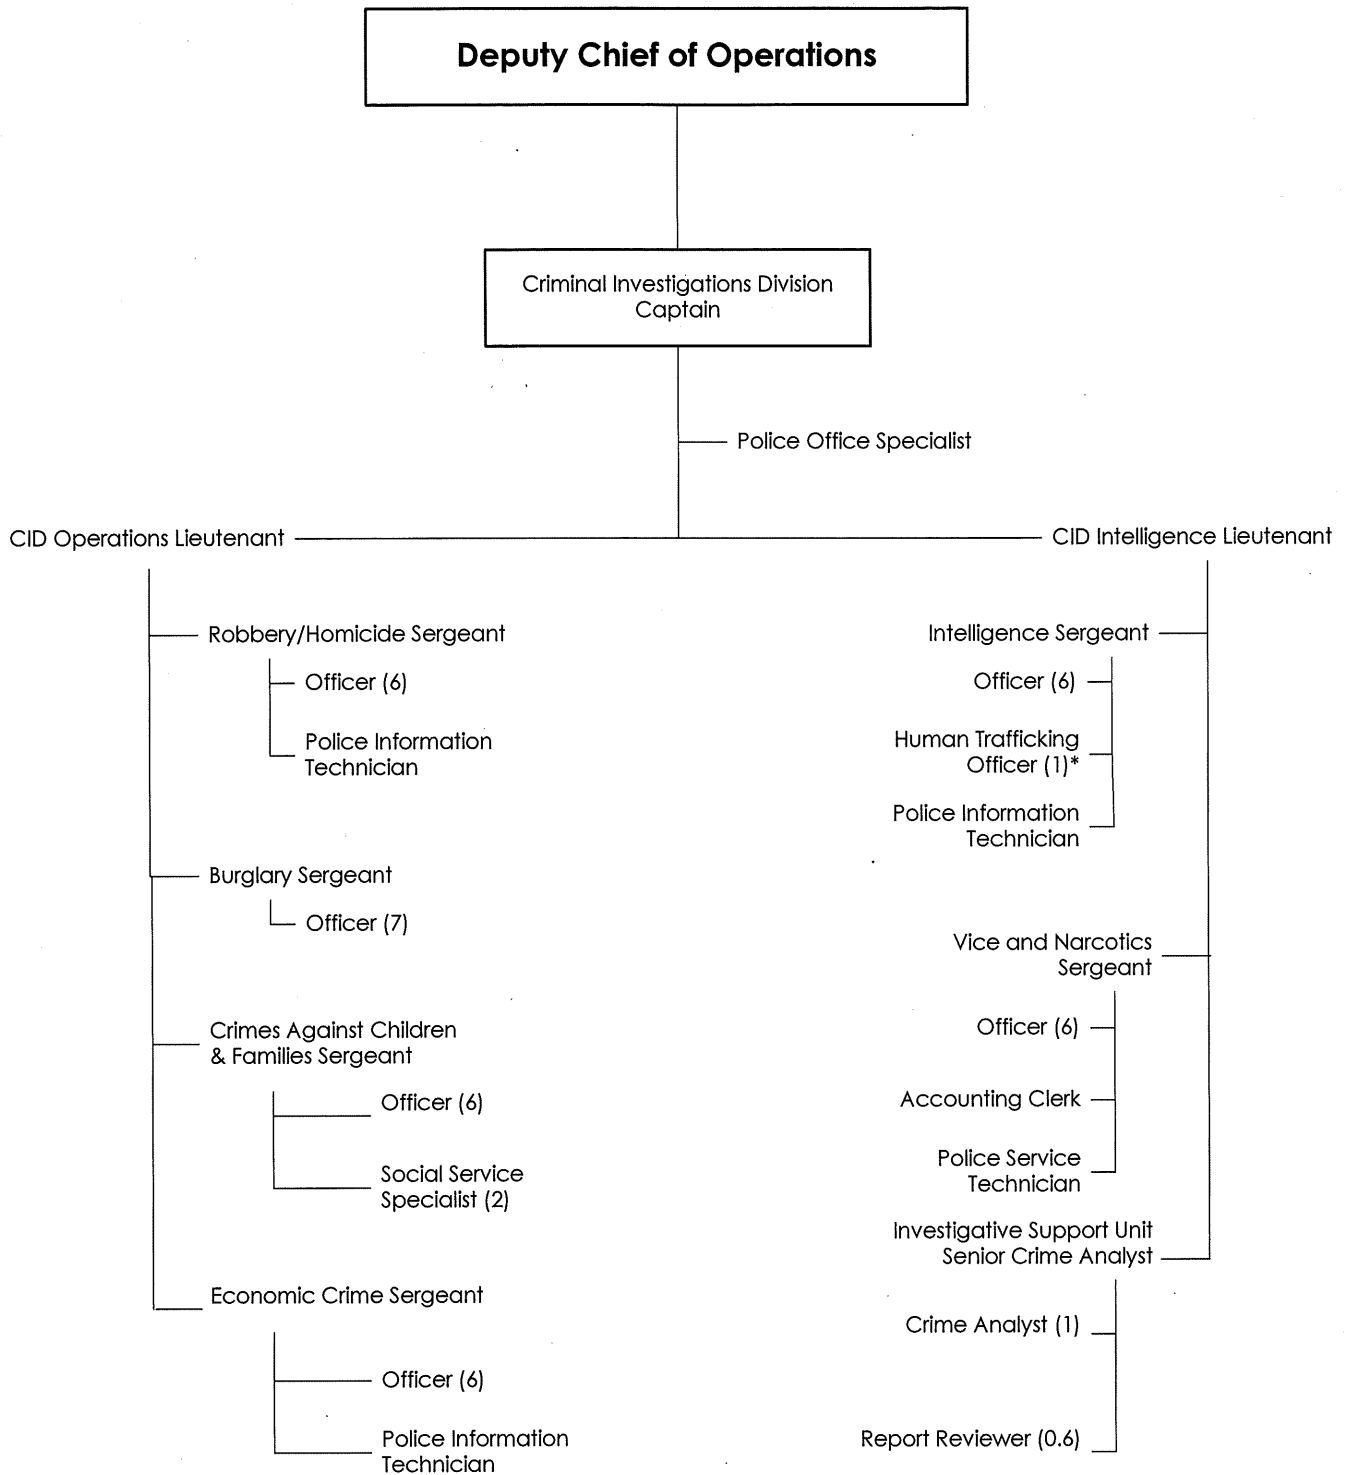 Deputy Chief of Operations
Criminal Investigations Division
Captain
Police Office Specialist
CID Operations Lieutenant
Robbery/Homicide Sergeant
Officer (6)
Police Information
Technician
Burglary Sergeant
Officer (7)
Crimes Against Children
& Families Sergeant
Officer (6)
Social Service
Specialist (2)
Economic Crime Sergeant
Officer (6)
Police Information
Technician
CID Intelligence Lieutenant
Intelligence Sergeant
Officer (6)
Human Trafficking
Officer (1)*
Police Information
Technician
Vice and Narcotics
Sergeant
Officer (6)
Accounting Clerk
Police Service
Technician
Investigative Support Unit
Senior Crime Analyst
Crime Analyst (1)
Report Reviewer (0.6)